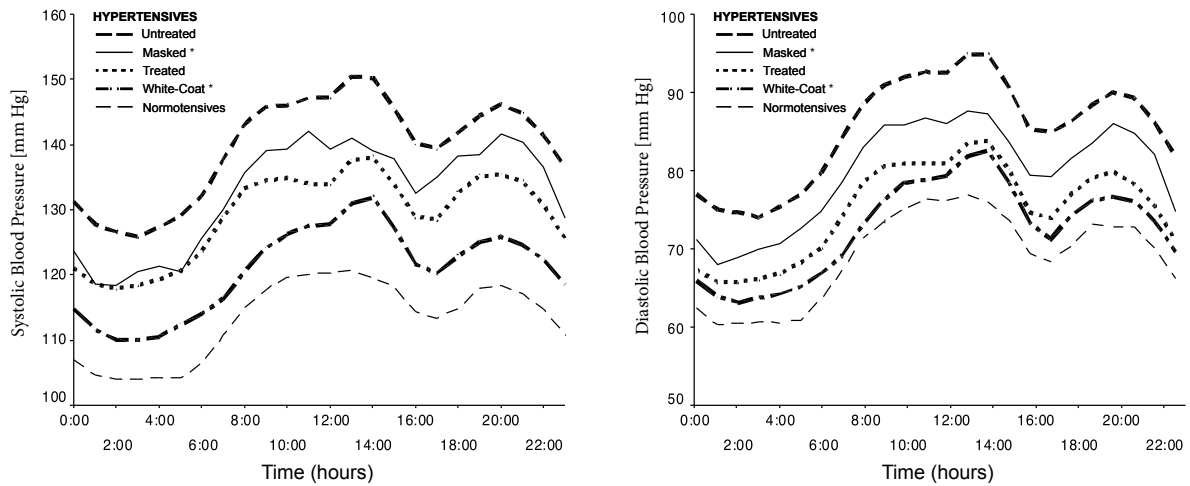 160
150
140
130
120
110
100
Systolic Blood Pressure [mm Hg]
HYPERTENSIVES
Untreated
Masked *
Treated
White-Coat *
Normotensives
0:00 4:00 8:00 12:00 16:00 20:00
2:00 6:00 10:00 14:00 18:00 22:00
Time (hours)
100
90
80
70
60
50
Diastolic Blood Pressure [mm Hg]
HYPERTENSIVES
Untreated
Masked *
Treated
White-Coat *
Normotensives
0:00 4:00 8:00 12:00 16:00 20:00
2:00 6:00 10:00 14:00 18:00 22:00
Time (hours)